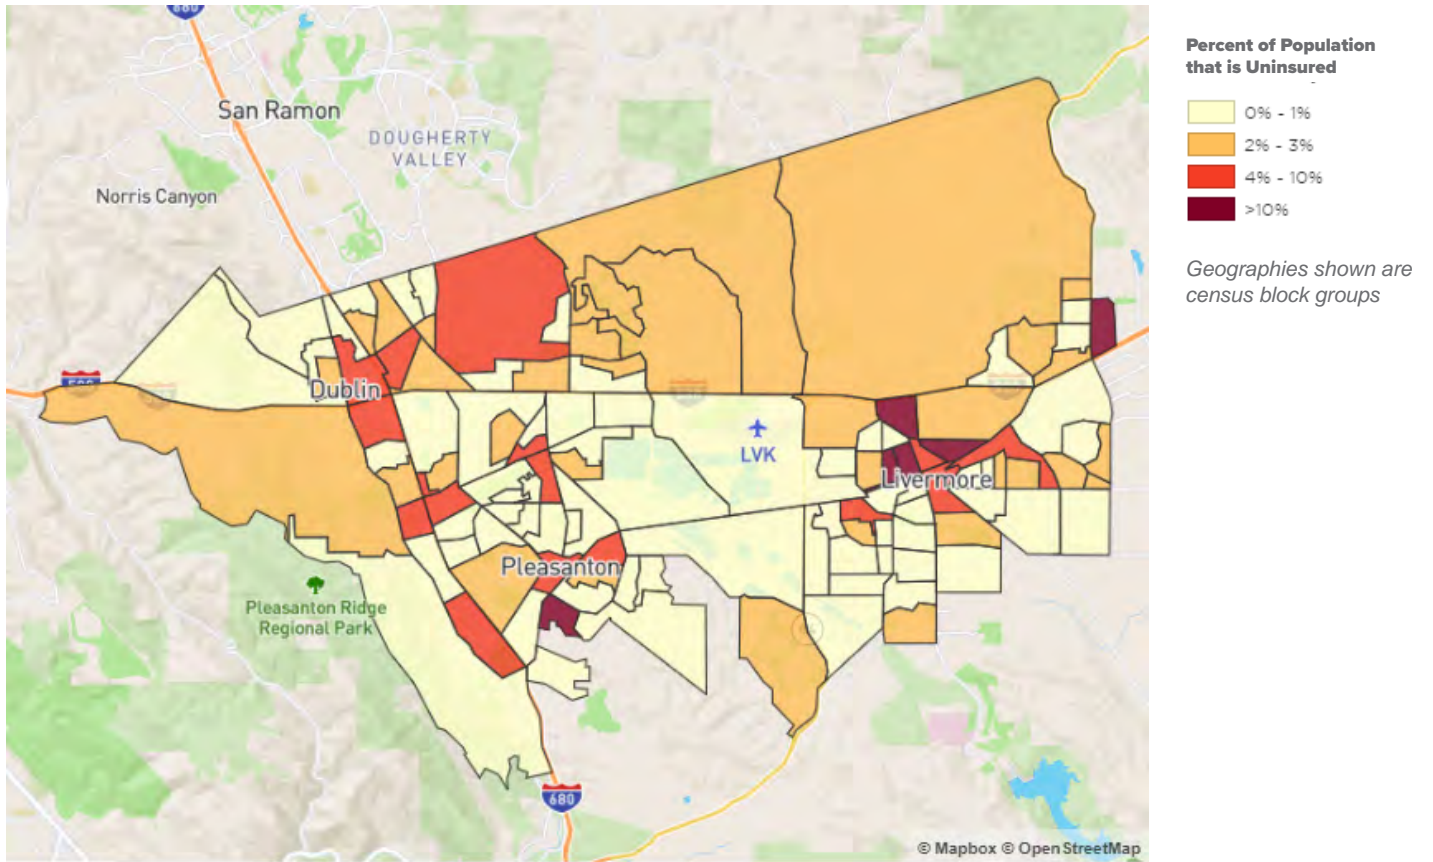 San Ramon
DOUGHERTY
VALLEY
Norris Canyon
Dublin
LVK
Livermore
Pleasanton
Pleasanton Ridge
Regional Park
680
© Mapbox © OpenStreetMap
Percent of Population
that is Uninsured
0% - 1%
2% - 3%
4% - 10%
>10%
Geographies shown are
census block groups